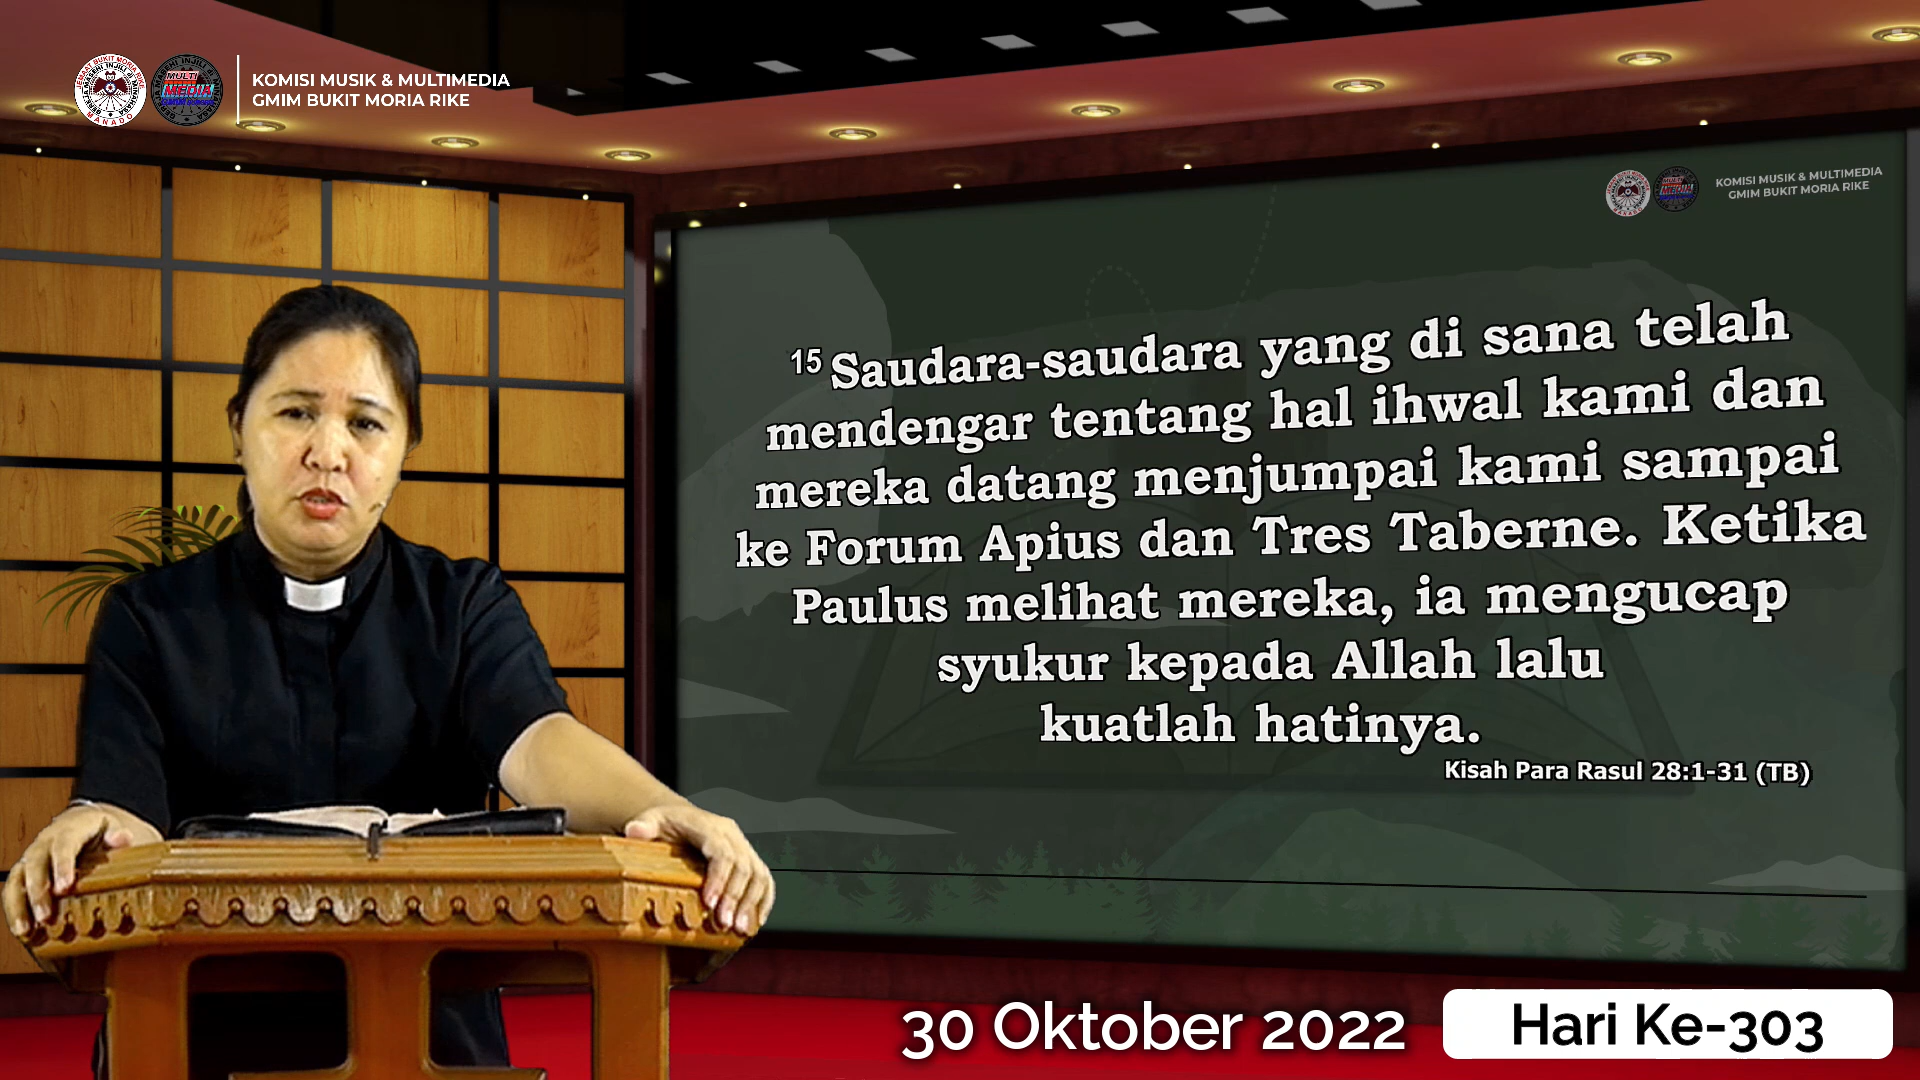 KOMISI MUSIK & MULTIMEDIA
GMIM BUKIT MORIA RIKE
MULTI
MEDIA
MANADO
KOMISI MUSIK & MULTIMEDIA
GMIM BUKIT MORIA RIKE
15 Saudara-saudara yang di sana telah
mendengar tentang hal ihwal kami dan
mereka datang menjumpai kami sampai
ke Forum Apius dan Tres Taberne. Ketika
Paulus melihat mereka, ia mengucap
syukur kepada Allah lalu
kuatlah hatinya.
Kisah Para Rasul 28:1-31 (TB)
30 Oktober 2022
Hari Ke-303